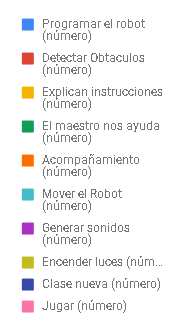 Programar el robot
(número)
Detectar Obtaculos
(número)
Explican instrucciones
(número)
El maestro nos ayuda
(número)
Acompañamiento
(número)
Mover el Robot
(número)
Generar sonidos
(número)
Encender luces (núm...
Clase nueva (número)
Jugar (número)